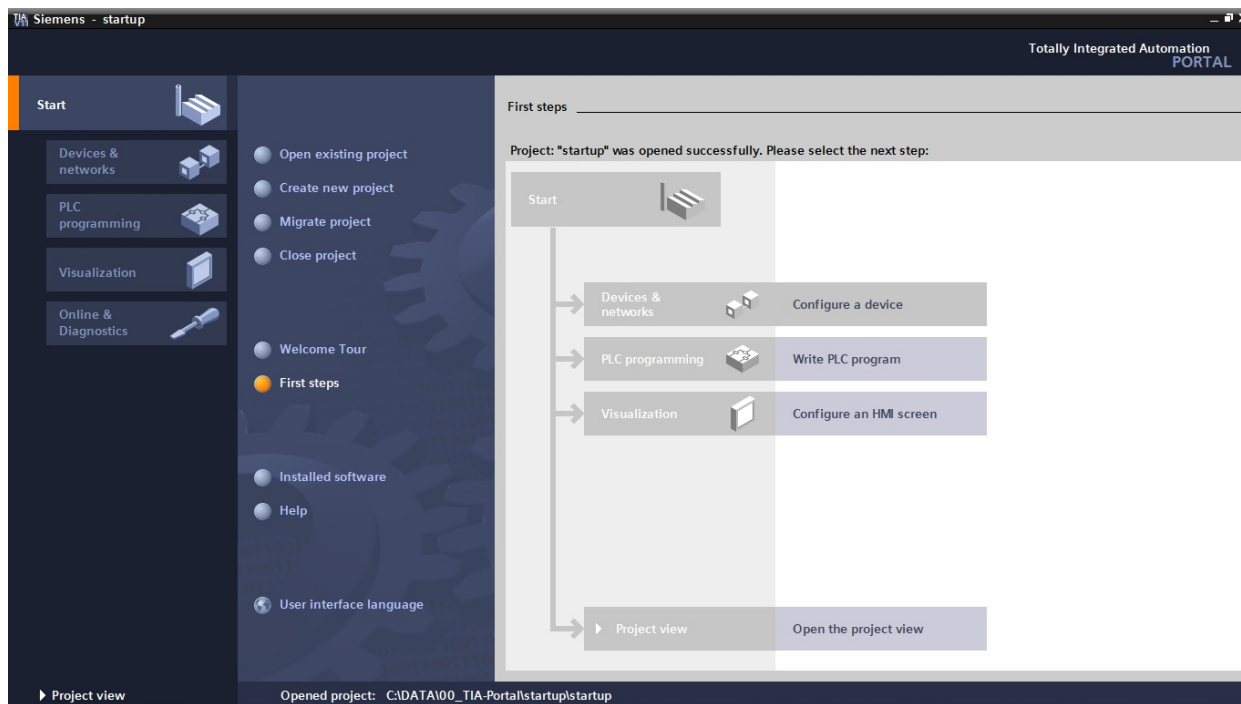 Siemens - startup
Totally Integrated Automation
PORTAL
Start
Devices &
networks
PLC
programming
Visualization
Online &
Diagnostics
Open existing project
Create new project
Migrate project
Close project
Welcome Tour
First steps
Installed software
Help
User interface language
First steps
Project: "startup" was opened successfully. Please select the next step:
Start
Devices &
networks
Configure a device
PLC programming
Write PLC program
Visualization
Configure an HMI screen
Project view
Open the project view
Project view
Opened project: C:\DATA\00_TIA-Portal\startup\startup